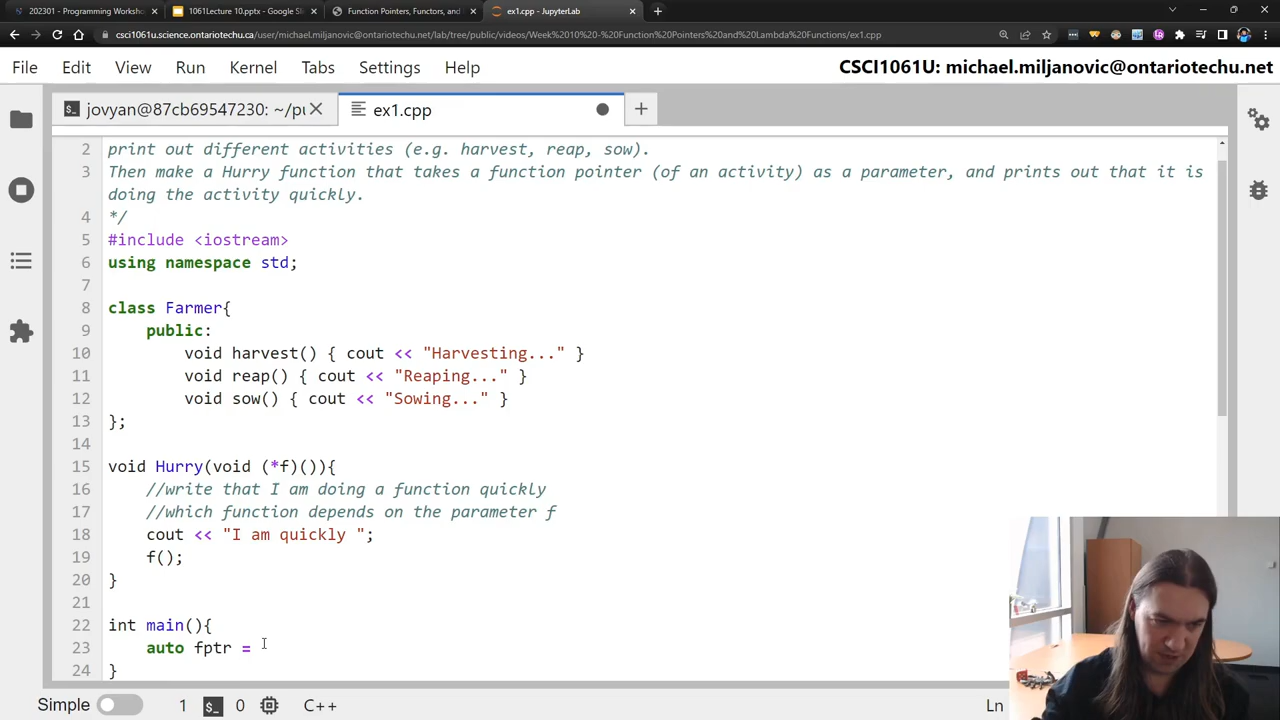 202301 - Programming Worksho
1061Lecture 10.pptx - Google Sli
Function Pointers, Functors, and
ex1.cpp - JupyterLab
csci1061u.science.ontariotechu.ca/user/michael.miljanovic@ontariotechu.net/lab/tree/public/videos/Week%2010%20-%20Function%20Pointers%20and%20Lambda%20Functions/ex1.cpp
File Edit View Run Kernel Tabs Settings Help CSCI1061U: michael.miljanovic@ontariotechu.net
jovyan@87cb69547230: ~/pu
ex1.cpp
2 print out different activities (e.g. harvest, reap, sow).
3 Then make a Hurry function that takes a function pointer (of an activity) as a parameter, and prints out that it is
doing the activity quickly.
4 */
5 #include <iostream>
6 using namespace std;
7
8 class Farmer{
9 public:
10 void harvest() { cout << "Harvesting..." }
11 void reap() { cout << "Reaping..." }
12 void sow() { cout << "Sowing..." }
13 };
14
15 void Hurry(void (*f)()){
16 //write that I am doing a function quickly
17 //which function depends on the parameter f
18 cout << "I am quickly ";
19 f();
20 }
21
22 int main(){
23 auto fptr =
24 }
Simple 1 0 C++ Ln